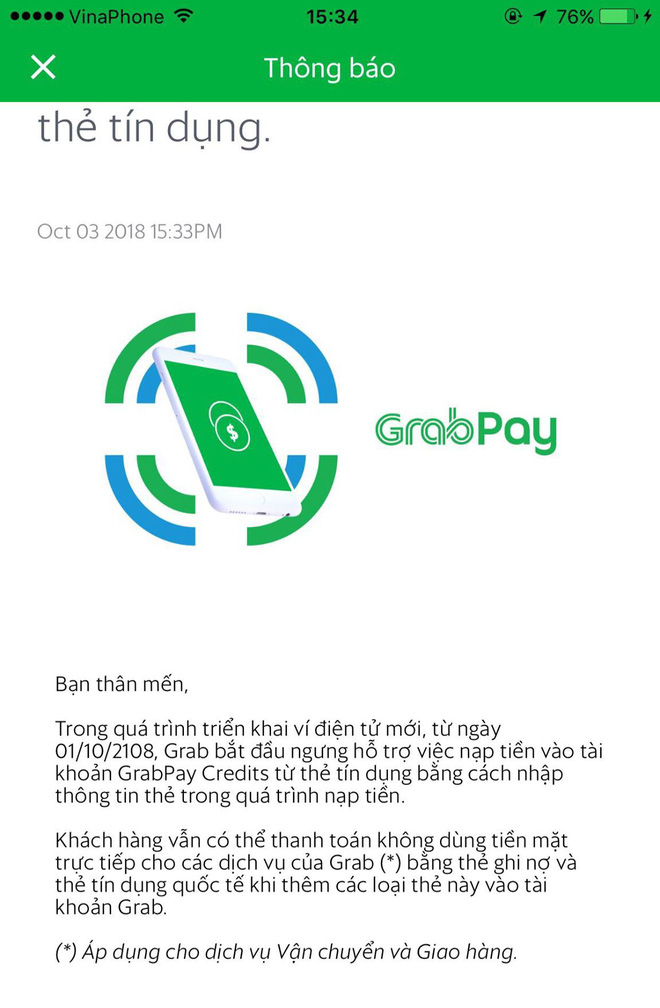 VinaPhone 15:34 76%
Thông báo
thẻ tín dụng.
Oct 03 2018 15:33PM
$
GrabPay
Bạn thân mến,
Trong quá trình triển khai ví điện tử mới, từ ngày
01/10/2108, Grab bắt đầu ngưng hỗ trợ việc nạp tiền vào tài
khoản GrabPay Credits từ thẻ tín dụng bằng cách nhập
thông tin thẻ trong quá trình nạp tiền.
Khách hàng vẫn có thể thanh toán không dùng tiền mặt
trực tiếp cho các dịch vụ của Grab (*) bằng thẻ ghi nợ và
thẻ tín dụng quốc tế khi thêm các loại thẻ này vào tài
khoản Grab.
(*) Áp dụng cho dịch vụ Vận chuyển và Giao hàng.